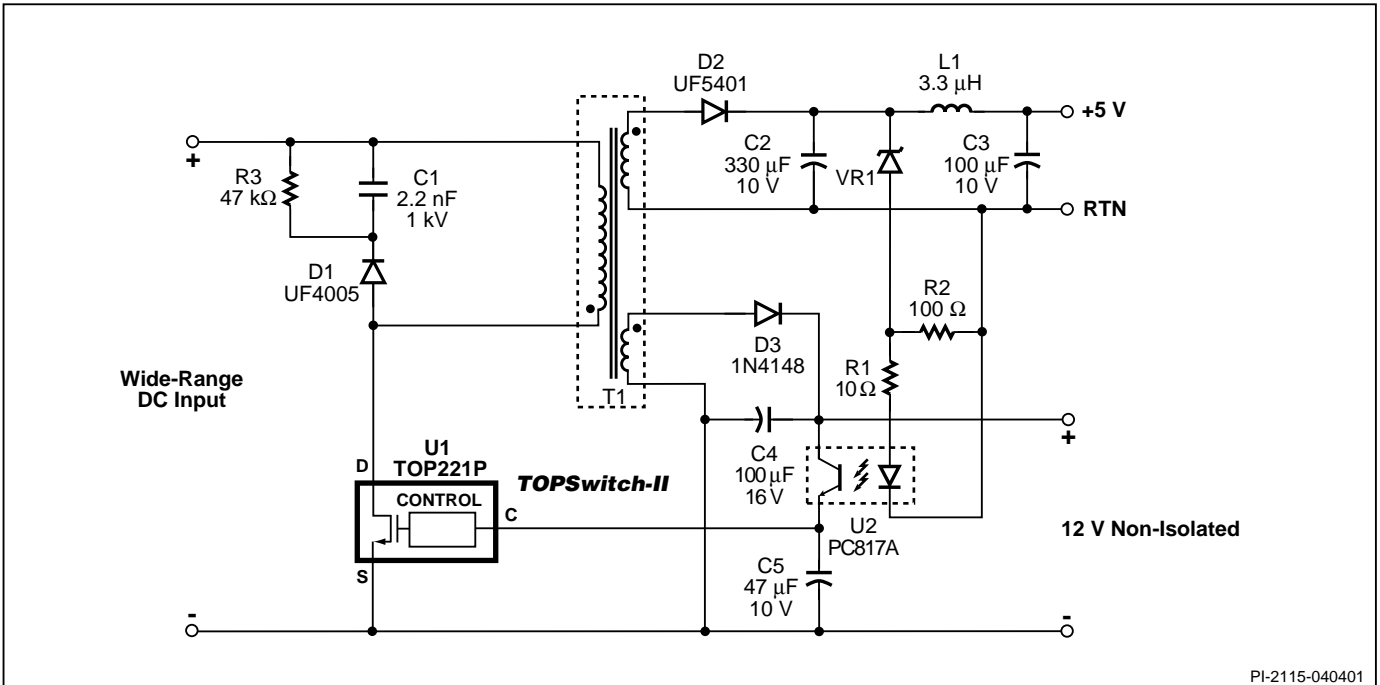 D2
UF5401
L1
3.3 µH
+5 V
+
R3
47 kΩ
C1
2.2 nF
1 kV
C2
330 µF
10 V
VR1
C3
100 µF
10 V
RTN
D1
UF4005
R2
100 Ω
D3
1N4148
R1
10 Ω
Wide-Range
DC Input
T1
+
U1
TOP221P
D
TOPSwitch-II
CONTROL
C
S
C4
100 µF
16 V
U2
PC817A
12 V Non-Isolated
C5
47 µF
10 V
-
-
PI-2115-040401